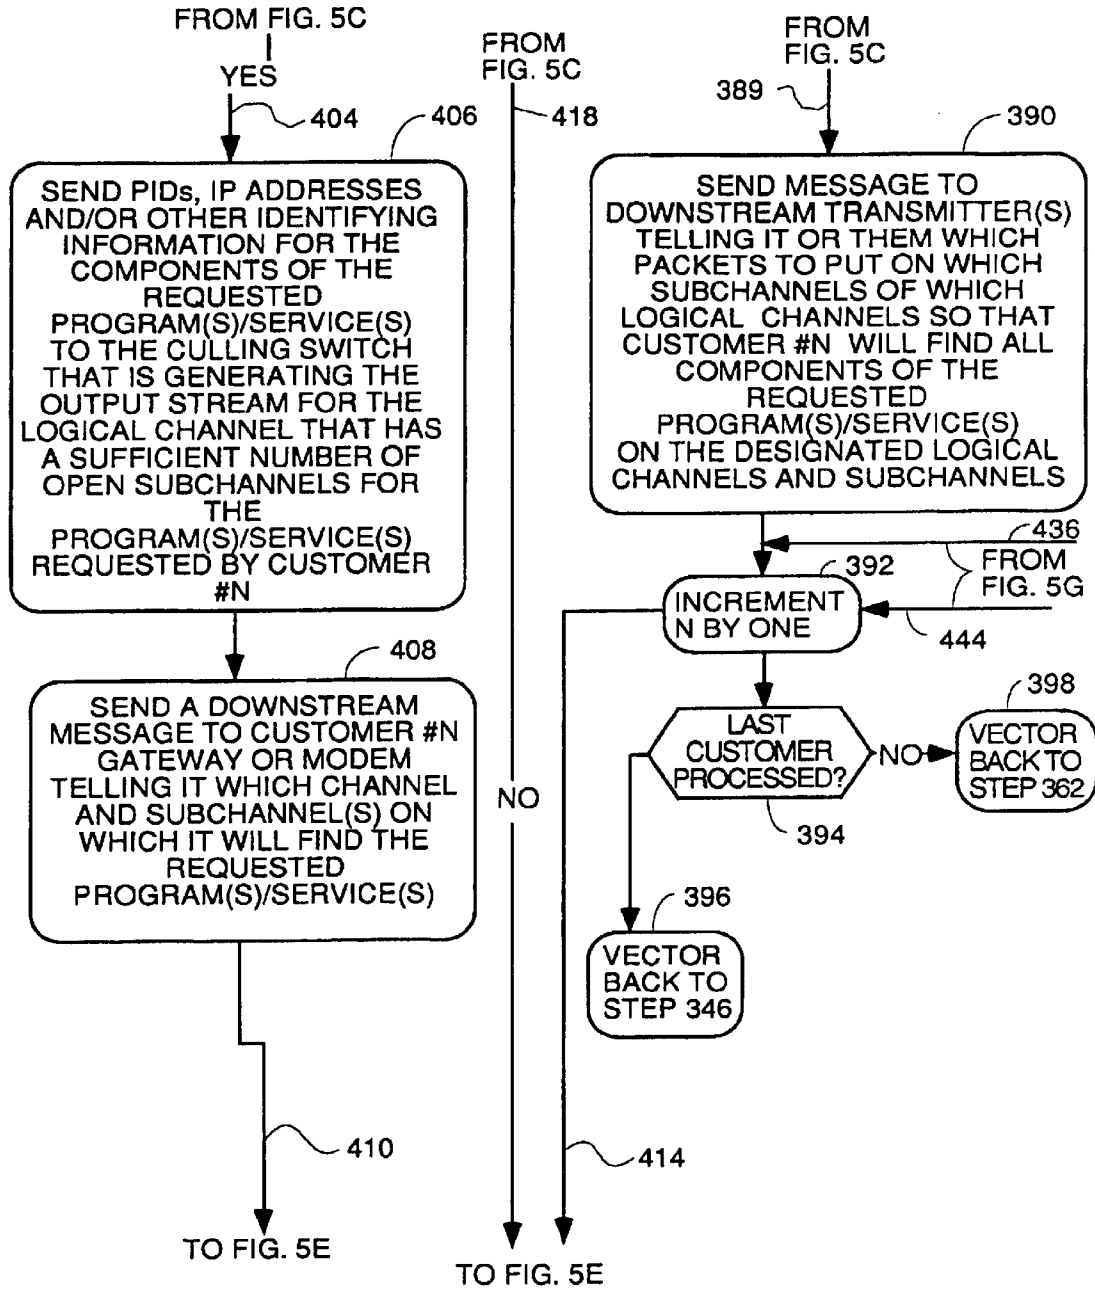 FROM FIG. 5C
YES
404
406
SEND PIDs, IP ADDRESSES
AND/OR OTHER IDENTIFYING
INFORMATION FOR THE
COMPONENTS OF THE
REQUESTED
PROGRAM(S)/SERVICE(S)
TO THE CULLING SWITCH
THAT IS GENERATING THE
OUTPUT STREAM FOR THE
LOGICAL CHANNEL THAT HAS
A SUFFICIENT NUMBER OF
OPEN SUBCHANNELS FOR
THE
PROGRAM(S)/SERVICE(S)
REQUESTED BY CUSTOMER
#N
408
SEND A DOWNSTREAM
MESSAGE TO CUSTOMER #N
GATEWAY OR MODEM
TELLING IT WHICH CHANNEL
AND SUBCHANNEL(S) ON
WHICH IT WILL FIND THE
REQUESTED
PROGRAM(S)/SERVICE(S)
410
TO FIG. 5E
FROM
FIG. 5C
418
NO
FROM
FIG. 5C
389
390
SEND MESSAGE TO
DOWNSTREAM TRANSMITTER(S)
TELLING IT OR THEM WHICH
PACKETS TO PUT ON WHICH
SUBCHANNELS OF WHICH
LOGICAL CHANNELS SO THAT
CUSTOMER #N WILL FIND ALL
COMPONENTS OF THE
REQUESTED
PROGRAM(S)/SERVICE(S)
ON THE DESIGNATED LOGICAL
CHANNELS AND SUBCHANNELS
436
FROM
FIG. 5G
444
392
INCREMENT
N BY ONE
LAST
CUSTOMER
PROCESSED?
394
NO
398
VECTOR
BACK TO
STEP 362
396
VECTOR
BACK TO
STEP 346
414
TO FIG. 5E